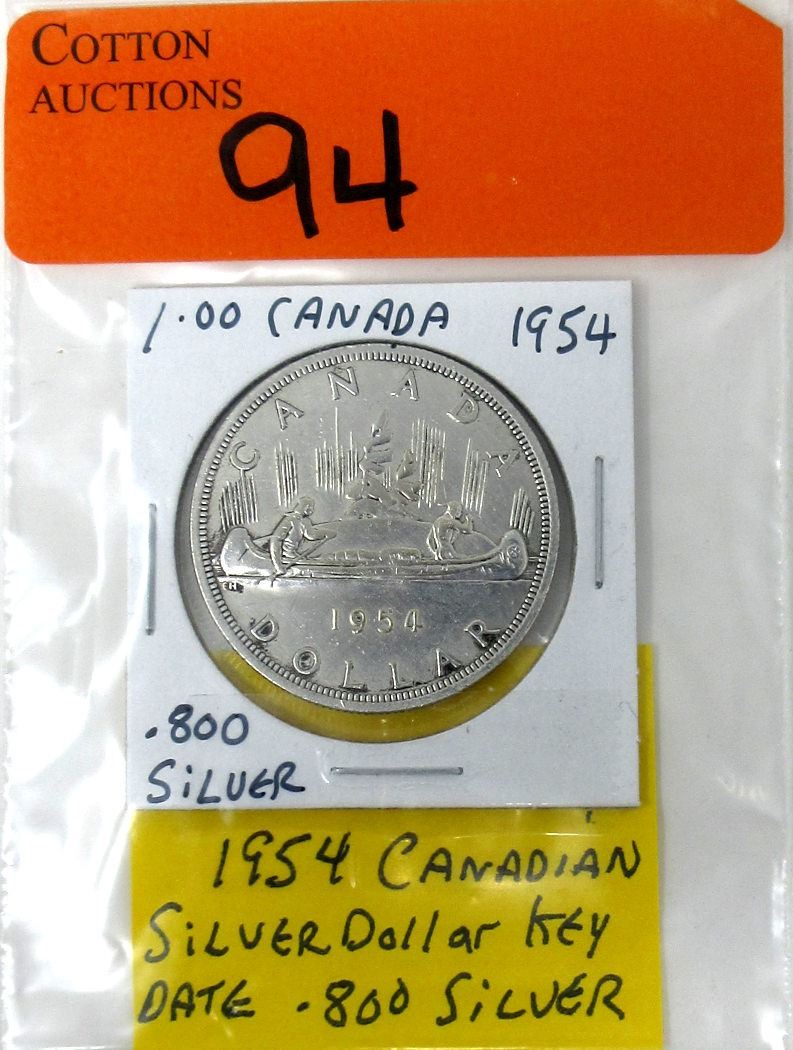 COTTON
AUCTIONS
94
1.00 CANADA 1954
CANADA
EH
1954
DOLLAR
.800
SiLVER
1954 CANADIAN
SiLVER Dollar KEY
DATE .800 SiLVER